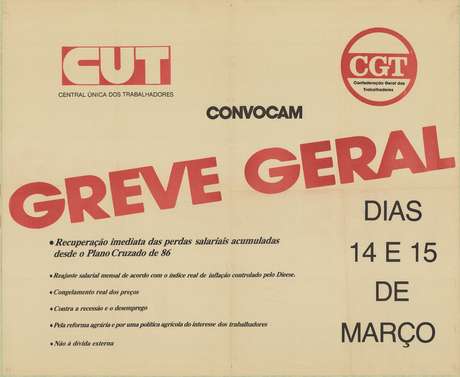 CUT
CENTRAL ÚNICA DOS TRABALHADORES
CGT
Confederação Geral dos
Trabalhadores
CONVOCAM
GREVE GERAL
DIAS
14 E 15
DE
MARÇO
• Recuperação imediata das perdas salariais acumuladas
desde o Plano Cruzado de 86
• Reajuste salarial mensal de acordo com o índice real de inflação controlado pelo Dieese.
• Congelamento real dos preços
• Contra a recessão e o desemprego
• Pela reforma agrária e por uma política agrícola do interesse dos trabalhadores
• Não à dívida externa